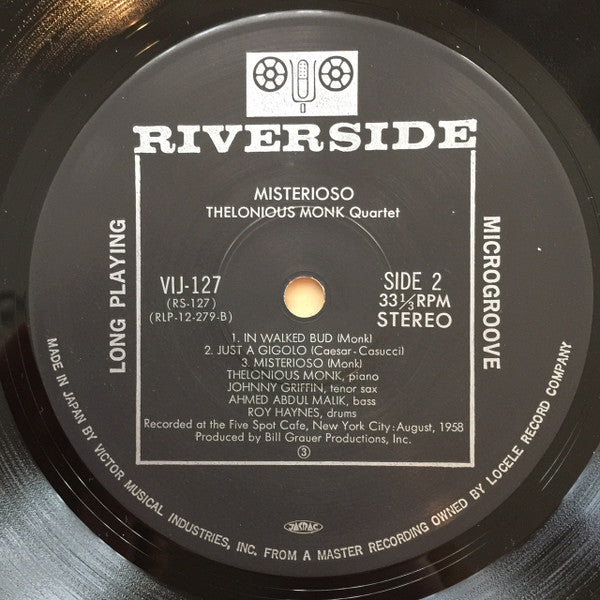 RIVERSIDE
MISTERIOSO
THELONIOUS MONK Quartet
LONG PLAYING
MICROGROOVE
VIJ-127
(RS-127)
(RLP-12-279-B)
SIDE 2
33 1/3 RPM
STEREO
1. IN WALKED BUD (Monk)
2. JUST A GIGOLO (Caesar-Casucci)
3. MISTERIOSO (Monk)
THELONIOUS MONK, piano
JOHNNY GRIFFIN, tenor sax
AHMED ABDUL MALIK, bass
ROY HAYNES, drums
Recorded at the Five Spot Cafe, New York City: August, 1958
Produced by Bill Grauer Productions, Inc.
③
JASRAC
MADE IN JAPAN BY VICTOR MUSICAL INDUSTRIES, INC. FROM A MASTER RECORDING OWNED BY LOCELE RECORD COMPANY